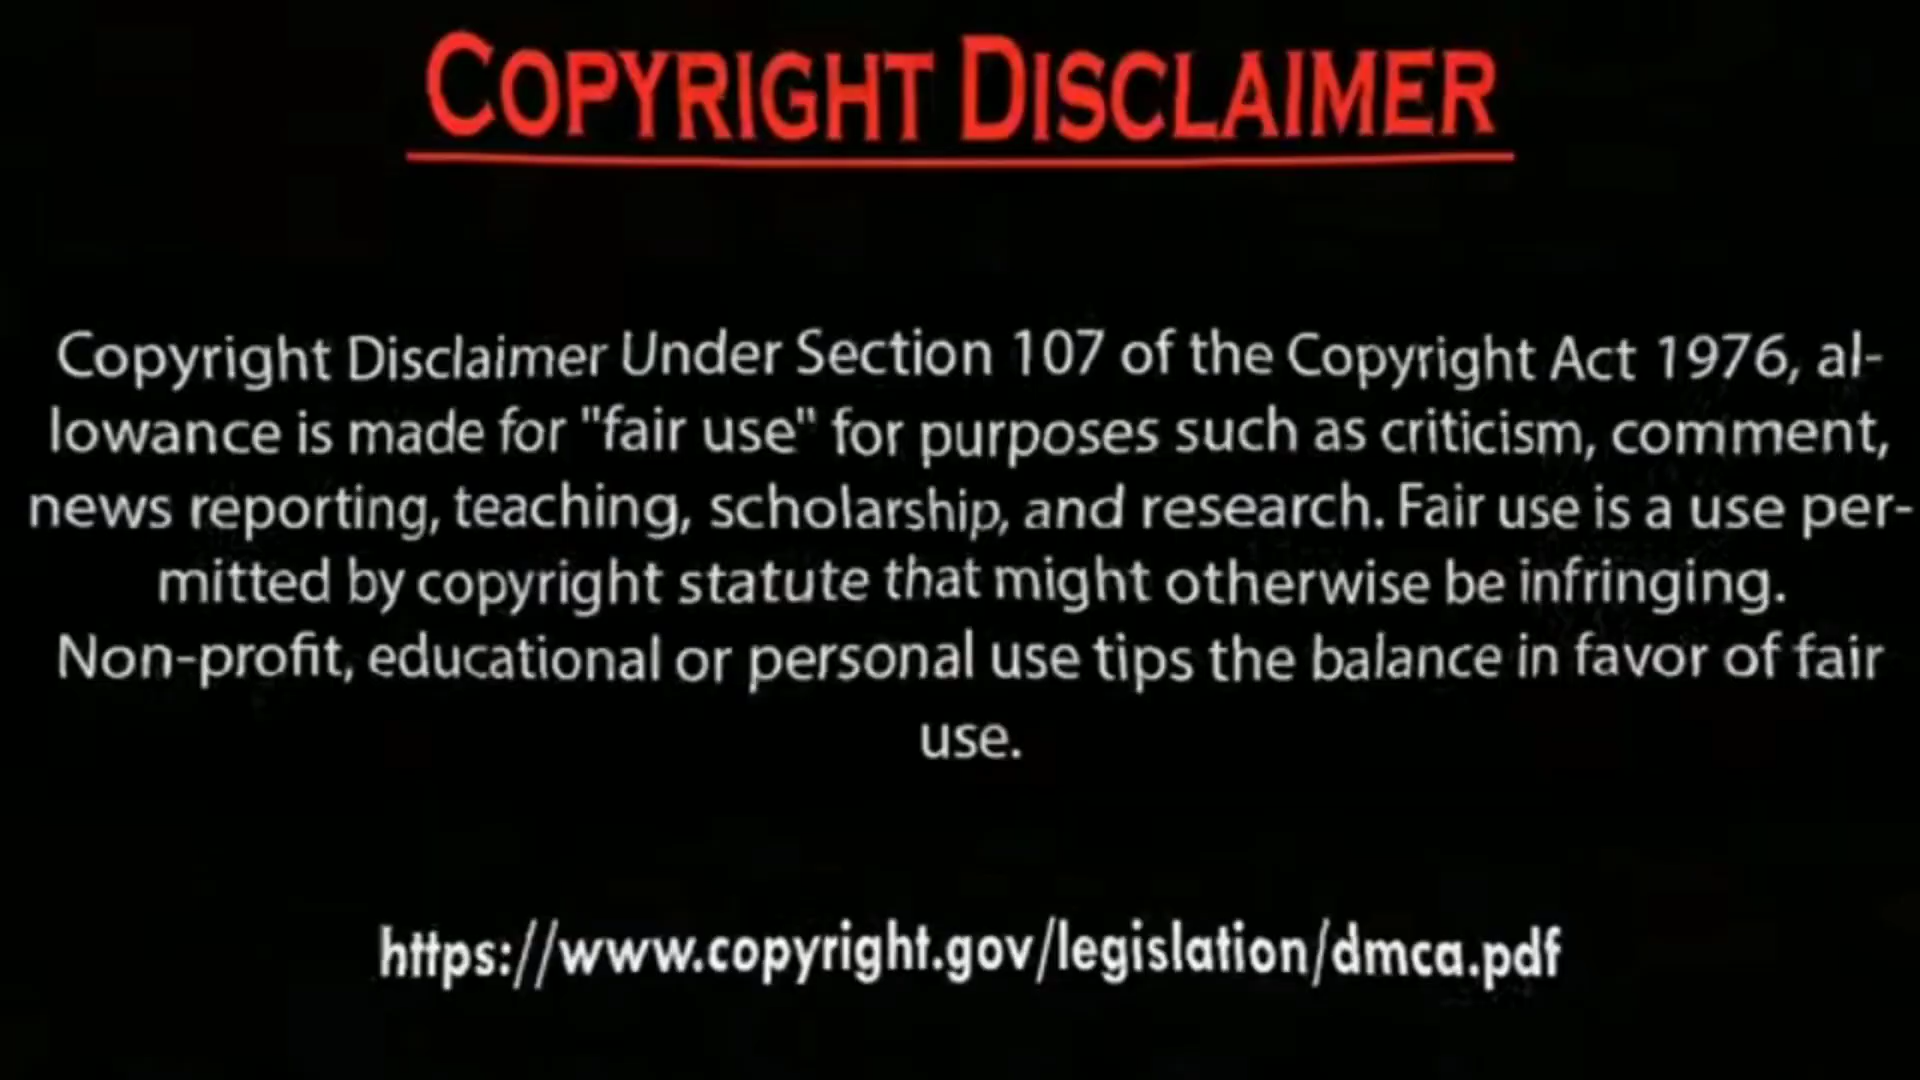 COPYRIGHT DISCLAIMER
Copyright Disclaimer Under Section 107 of the Copyright Act 1976, al-
lowance is made for "fair use" for purposes such as criticism, comment,
news reporting, teaching, scholarship, and research. Fair use is a use per-
mitted by copyright statute that might otherwise be infringing.
Non-profit, educational or personal use tips the balance in favor of fair
use.
https://www.copyright.gov/legislation/dmca.pdf